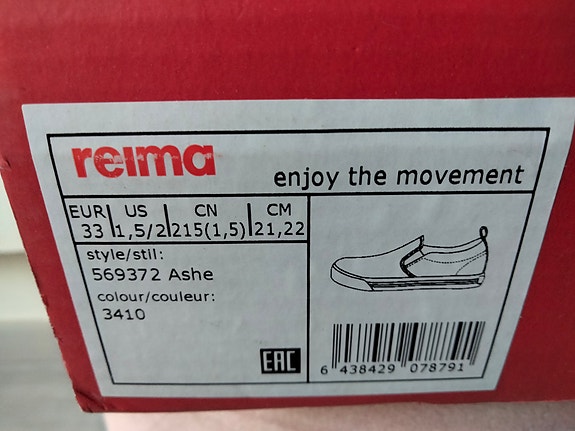 reima
enjoy the movement
EUR US CN CM
33 1,5/2 215(1,5) 21,22
style/stil:
569372 Ashe
colour/couleur:
3410
EAC
6 438429 078791